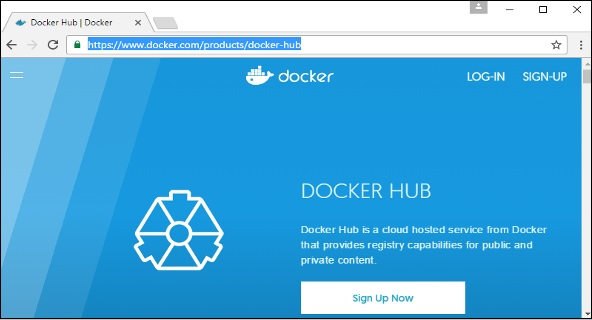 Docker Hub | Docker
https://www.docker.com/products/docker-hub
docker
LOG-IN
SIGN-UP
DOCKER HUB
Docker Hub is a cloud hosted service from Docker
that provides registry capabilities for public and
private content.
Sign Up Now